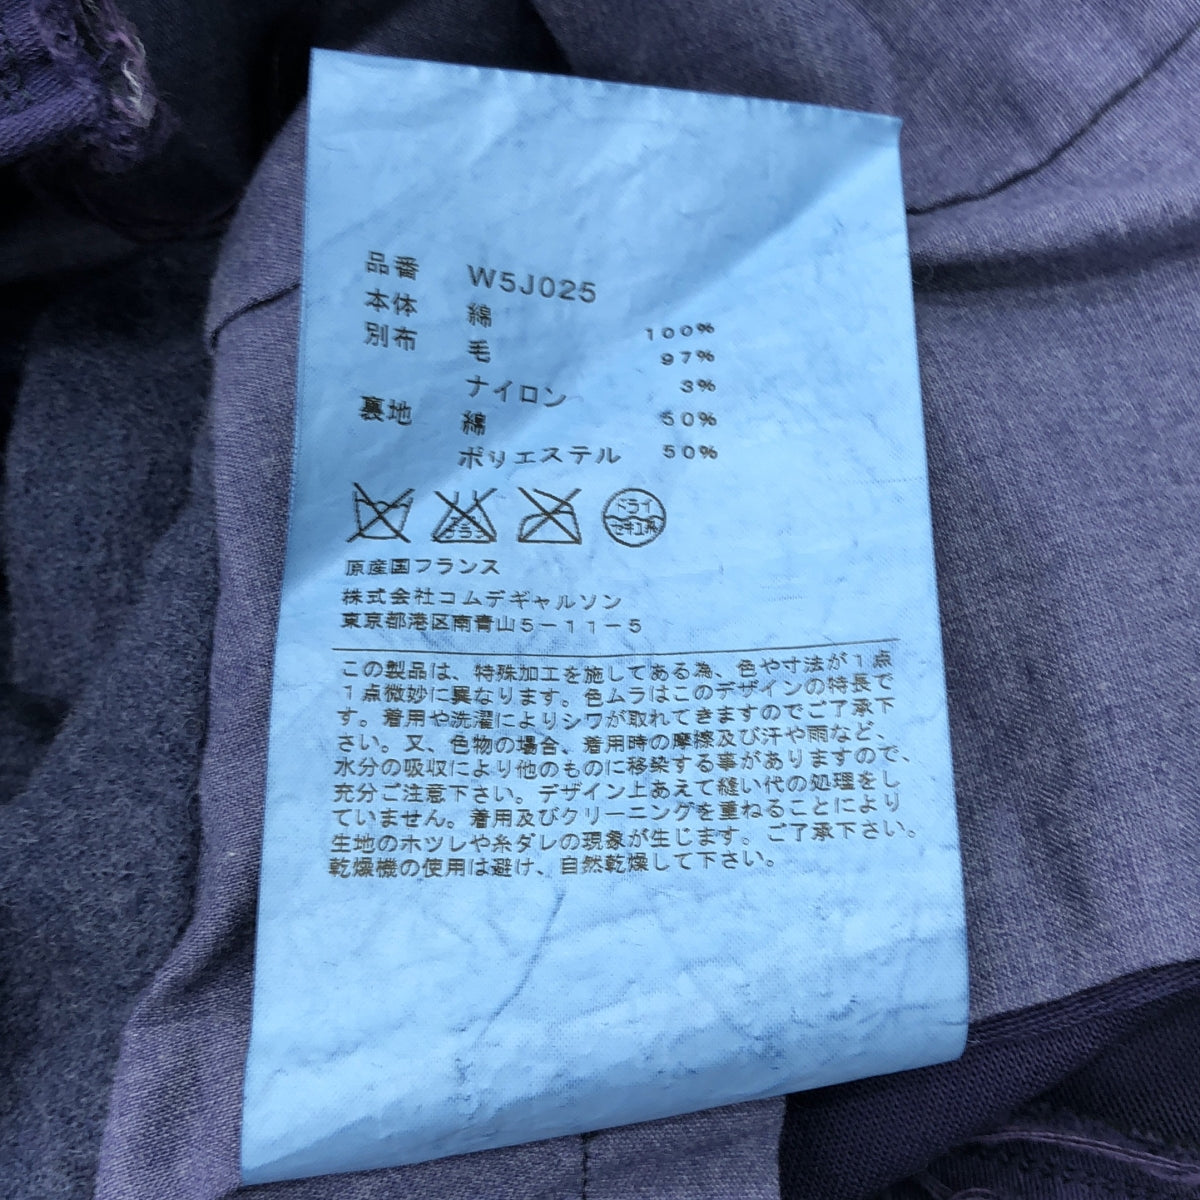 品番 W5J025
本体 綿 100%
別布 毛 97%
ナイロン 3%
裏地 綿 50%
ポリエステル 50%
エンソ サラシ ドライ セキユ系
原産国フランス
株式会社コムデギャルソン
東京都港区南青山5-11-5
この製品は、特殊加工を施してある為、色や寸法が1点
1点微妙に異なります。色ムラはこのデザインの特長で
す。着用や洗濯によりシワが取れてきますのでご了承下
さい。又、色物の場合、着用時の摩擦及び汗や雨など、
水分の吸収により他のものに移染する事がありますので、
充分ご注意下さい。デザイン上あえて縫い代の処理をし
ていません。着用及びクリーニングを重ねることにより
生地のホツレや糸ダレの現象が生じます。ご了承下さい。
乾燥機の使用は避け、自然乾燥して下さい。